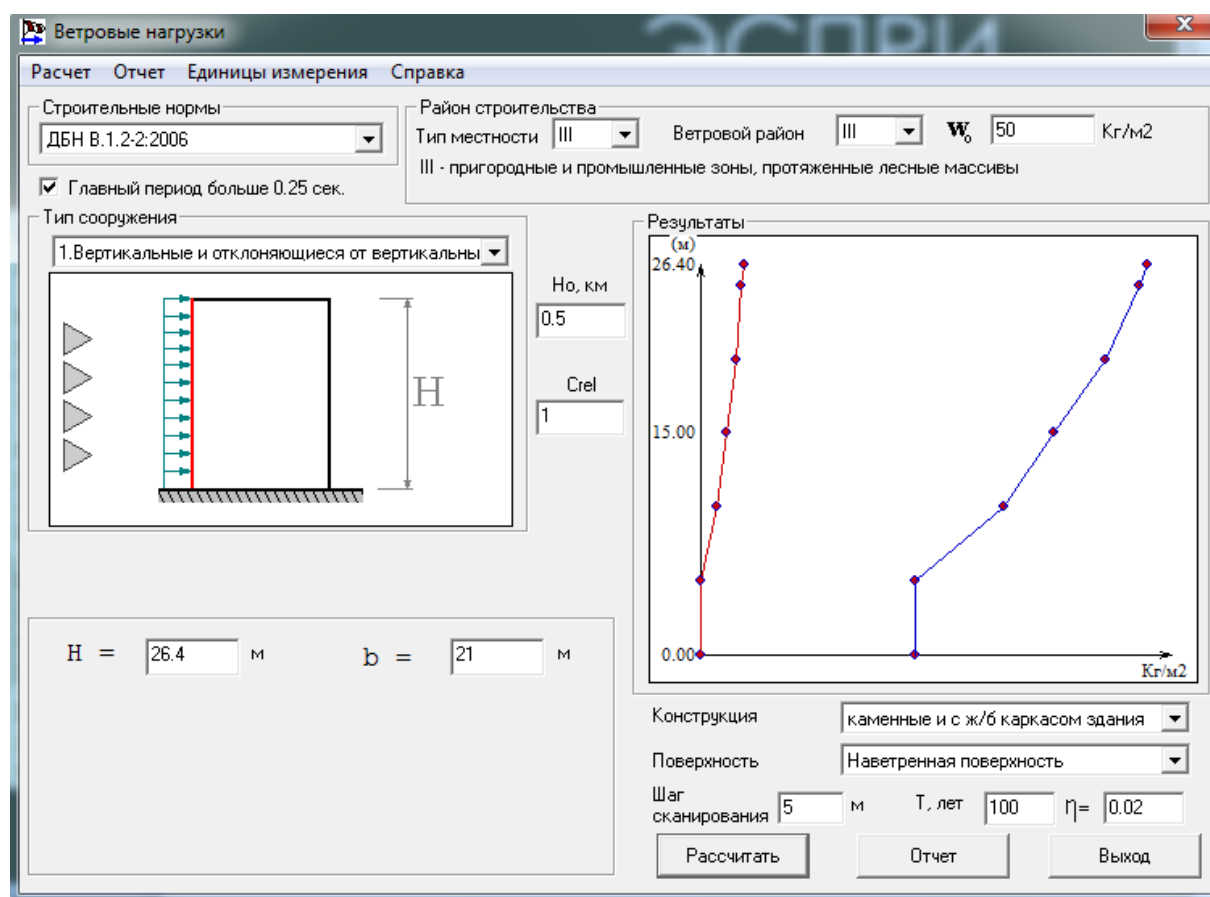 ЭСПРИ
Ветровые нагрузки
Расчет Отчет Единицы измерения Справка
Строительные нормы
ДБН В.1.2-2:2006
Главный период больше 0.25 сек.
Район строительства
Тип местности III Ветровой район III Wo 50 Кг/м2
III - пригородные и промышленные зоны, протяженные лесные массивы
Тип сооружения
1.Вертикальные и отклоняющиеся от вертикальны
H
Но, км
0.5
Crel
1
Результаты
(м)
26.40
15.00
0.00
Кг/м2
H = 26.4 м b = 21 м
Конструкция каменные и с ж/б каркасом здания
Поверхность Наветренная поверхность
Шаг
сканирования 5 м Т, лет 100 η= 0.02
Рассчитать Отчет Выход